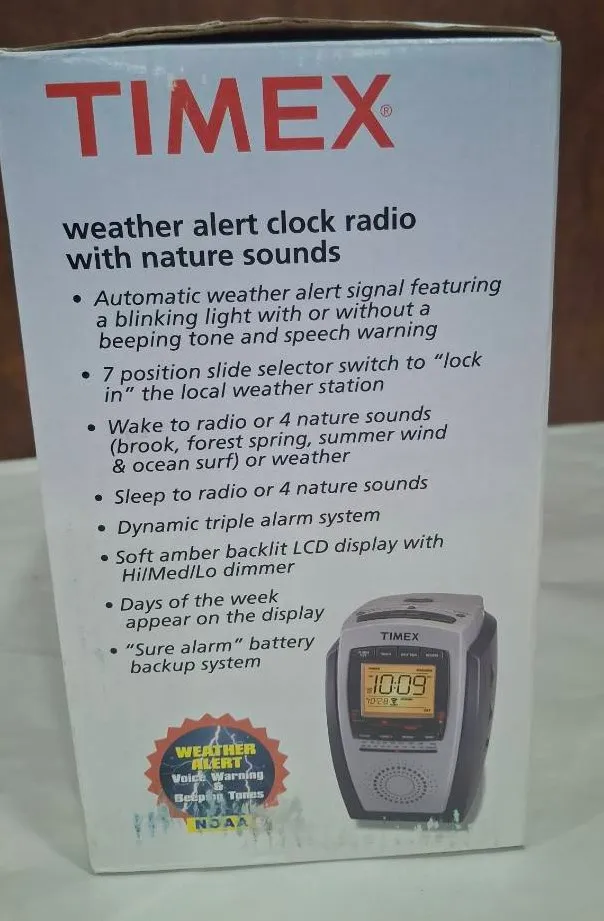 TIMEX®
weather alert clock radio
with nature sounds
• Automatic weather alert signal featuring
a blinking light with or without a
beeping tone and speech warning
• 7 position slide selector switch to “lock
in” the local weather station
• Wake to radio or 4 nature sounds
(brook, forest spring, summer wind
& ocean surf) or weather
• Sleep to radio or 4 nature sounds
• Dynamic triple alarm system
• Soft amber backlit LCD display with
Hi/Med/Lo dimmer
• Days of the week
appear on the display
• “Sure alarm” battery
backup system
TIMEX
10:09
WEATHER
ALERT
Voice Warning
&
Beeping Tones
NOAA